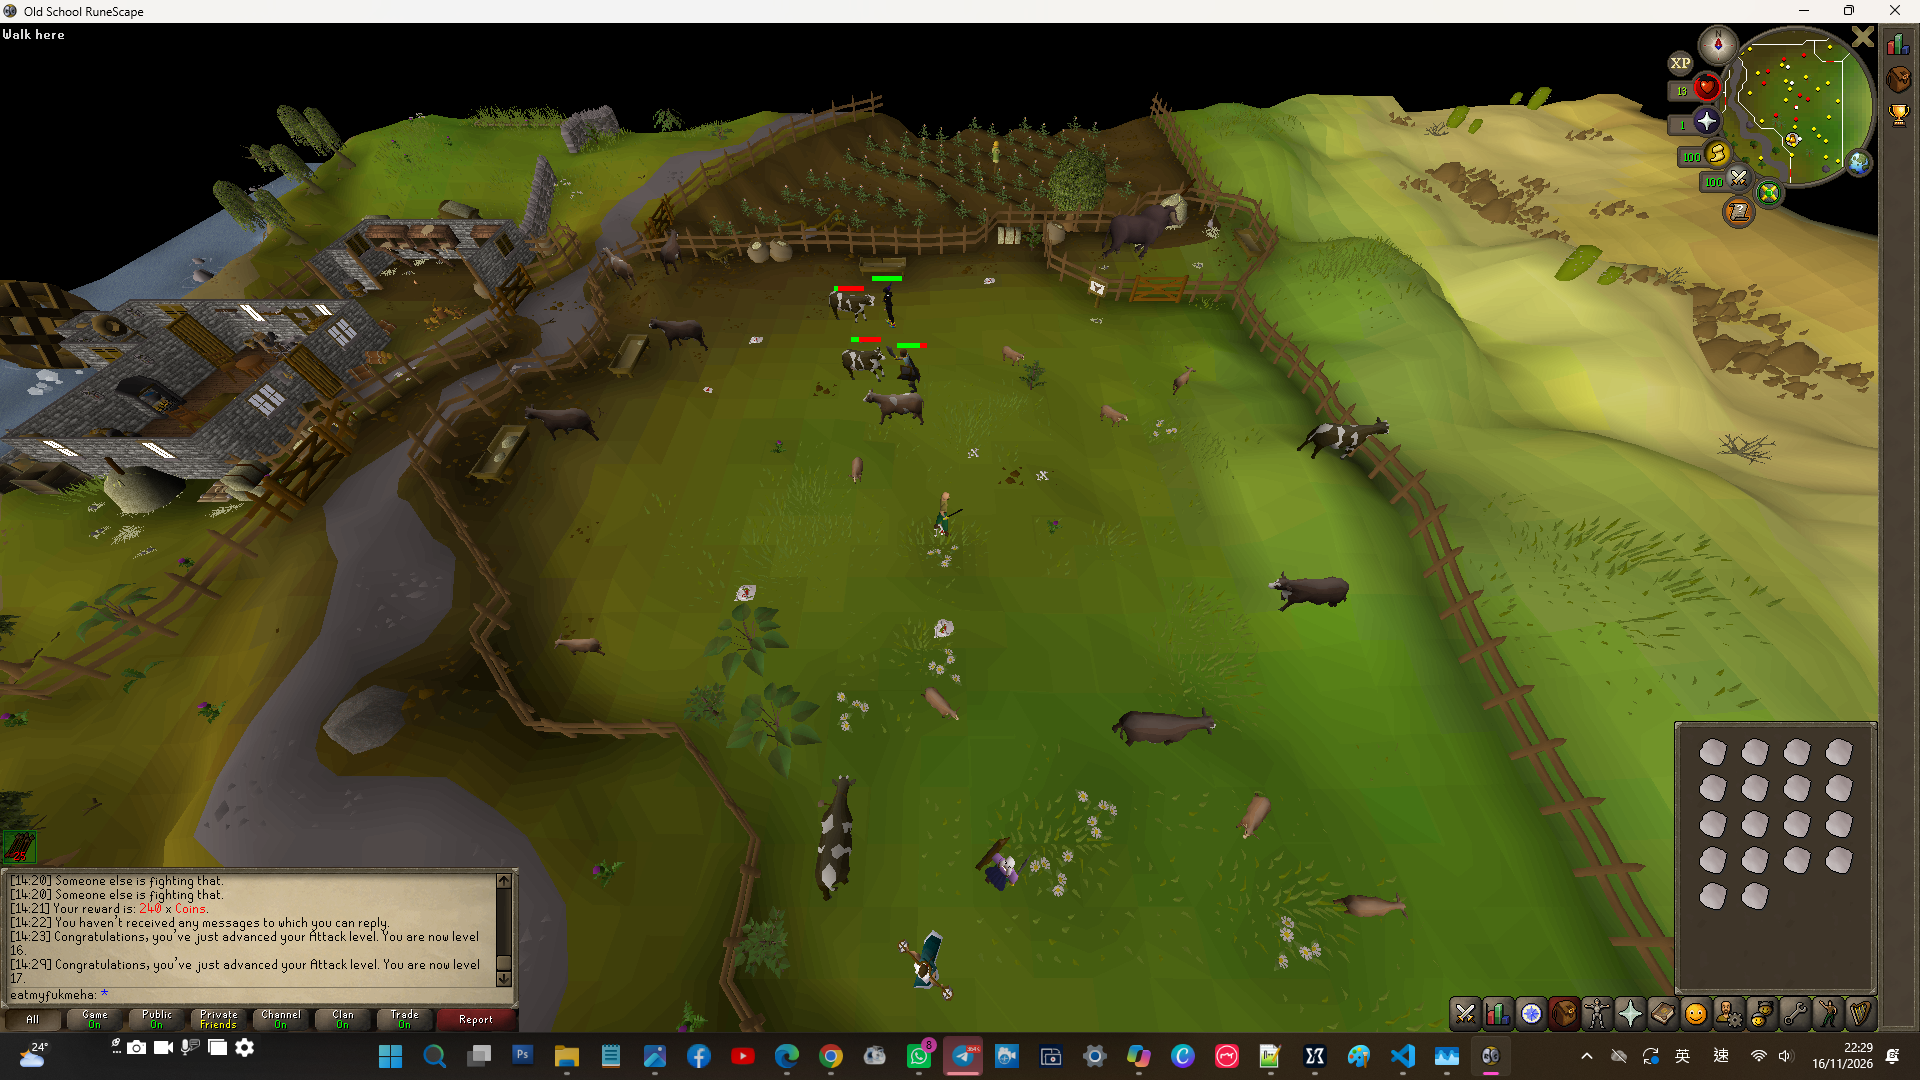 Old School RuneScape
Walk here
N
XP
13
1
100
100
[14:20] Someone else is fighting that.
[14:20] Someone else is fighting that.
[14:21] Your reward is: 240 x Coins.
[14:22] You haven't received any messages to which you can reply.
[14:23] Congratulations, you've just advanced your Attack level. You are now level
16.
[14:29] Congratulations, you've just advanced your Attack level. You are now level
17.
eatmyfukmeha: *
All
Game
On
Public
On
Private
Friends
Channel
On
Clan
On
Trade
On
Report
24°
Ps
8
英
速
22:29
16/11/2026